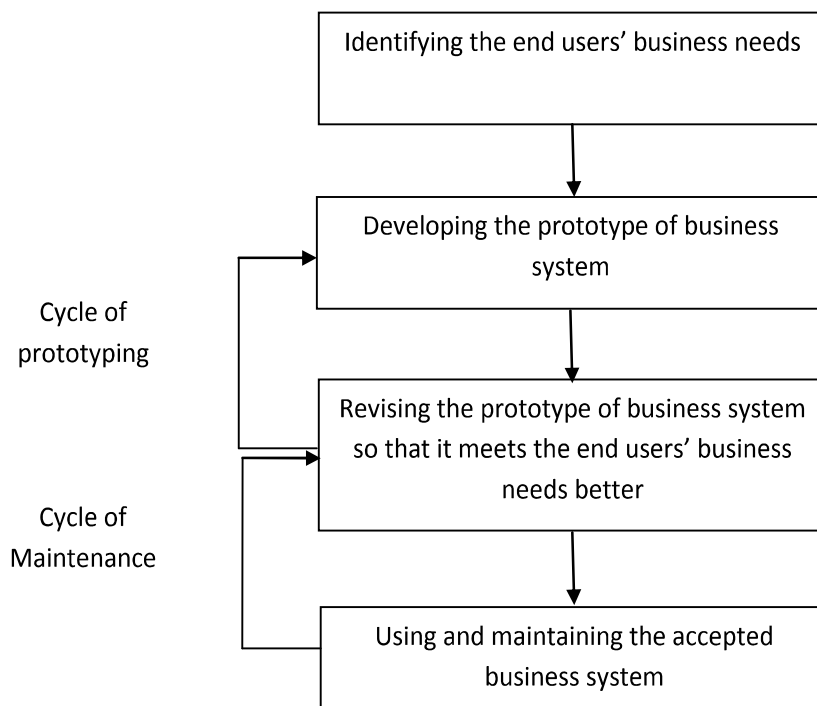 Identifying the end users’ business needs
Developing the prototype of business
system
Cycle of
prototyping
Revising the prototype of business system
so that it meets the end users’ business
needs better
Cycle of
Maintenance
Using and maintaining the accepted
business system